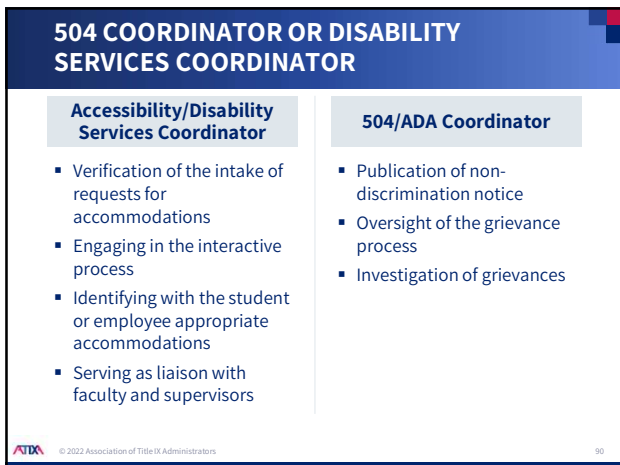 504 COORDINATOR OR DISABILITY
SERVICES COORDINATOR
Accessibility/Disability
Services Coordinator
▪ Verification of the intake of
requests for
accommodations
▪ Engaging in the interactive
process
▪ Identifying with the student
or employee appropriate
accommodations
▪ Serving as liaison with
faculty and supervisors
504/ADA Coordinator
▪ Publication of non-
discrimination notice
▪ Oversight of the grievance
process
▪ Investigation of grievances
ATIXA © 2022 Association of Title IX Administrators
90